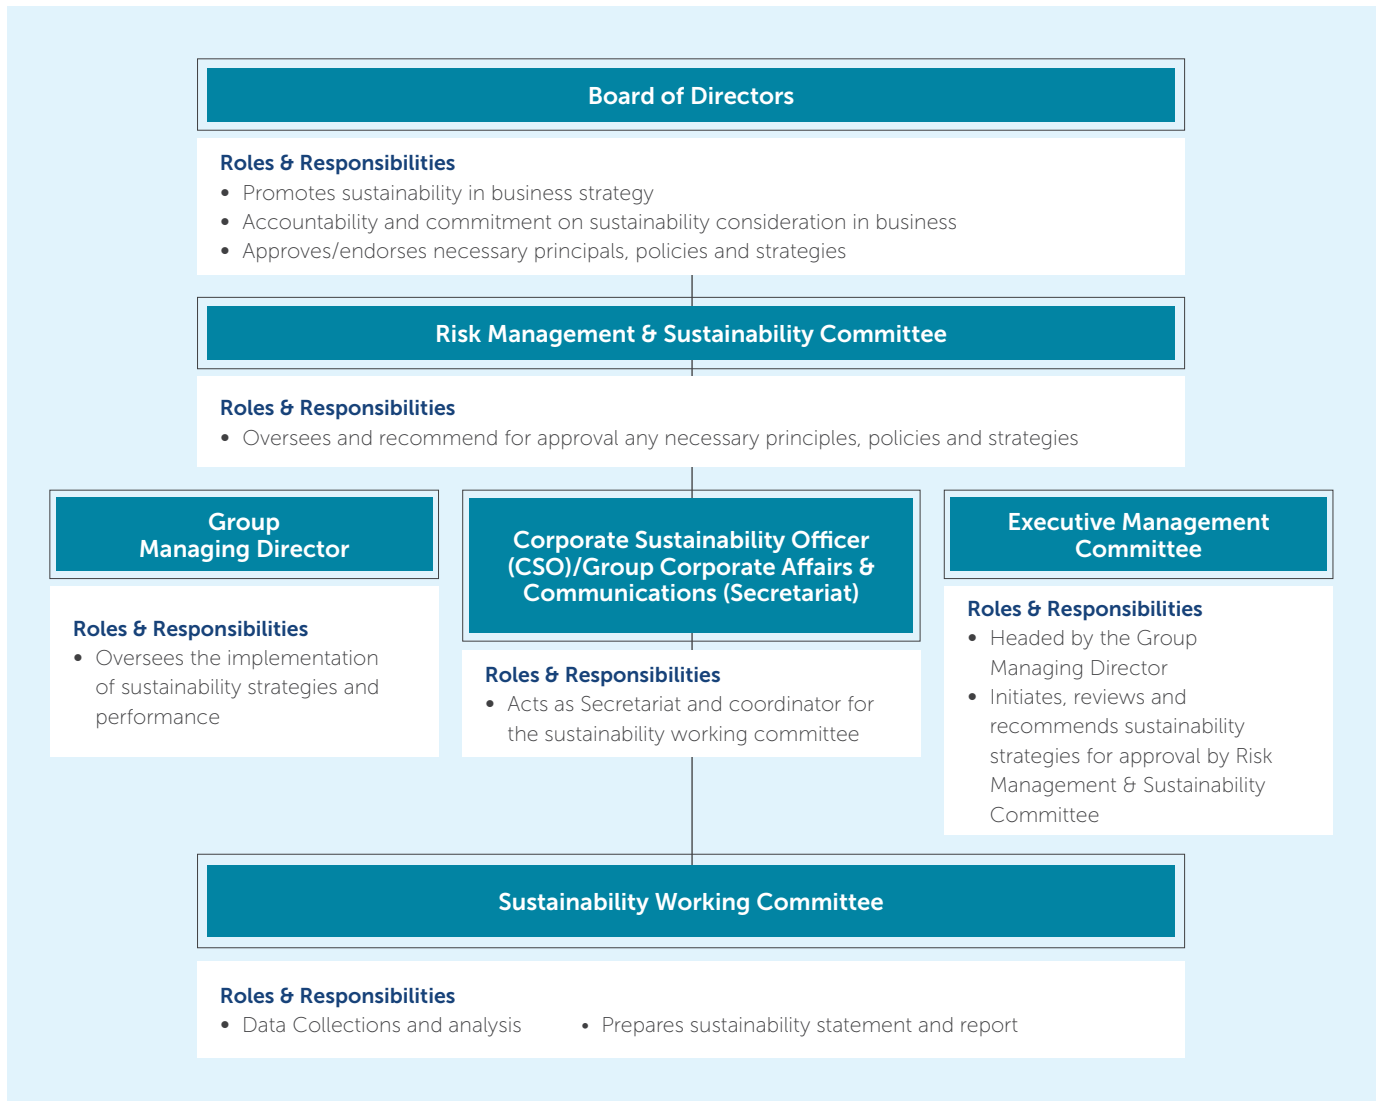 Board of Directors
Roles & Responsibilities
• Promotes sustainability in business strategy
• Accountability and commitment on sustainability consideration in business
• Approves/endorses necessary principals, policies and strategies
Risk Management & Sustainability Committee
Roles & Responsibilities
• Oversees and recommend for approval any necessary principles, policies and strategies
Group
Managing Director
Roles & Responsibilities
• Oversees the implementation
of sustainability strategies and
performance
Corporate Sustainability Officer
(CSO)/Group Corporate Affairs &
Communications (Secretariat)
Roles & Responsibilities
• Acts as Secretariat and coordinator for
the sustainability working committee
Executive Management
Committee
Roles & Responsibilities
• Headed by the Group
Managing Director
• Initiates, reviews and
recommends sustainability
strategies for approval by Risk
Management & Sustainability
Committee
Sustainability Working Committee
Roles & Responsibilities
• Data Collections and analysis • Prepares sustainability statement and report